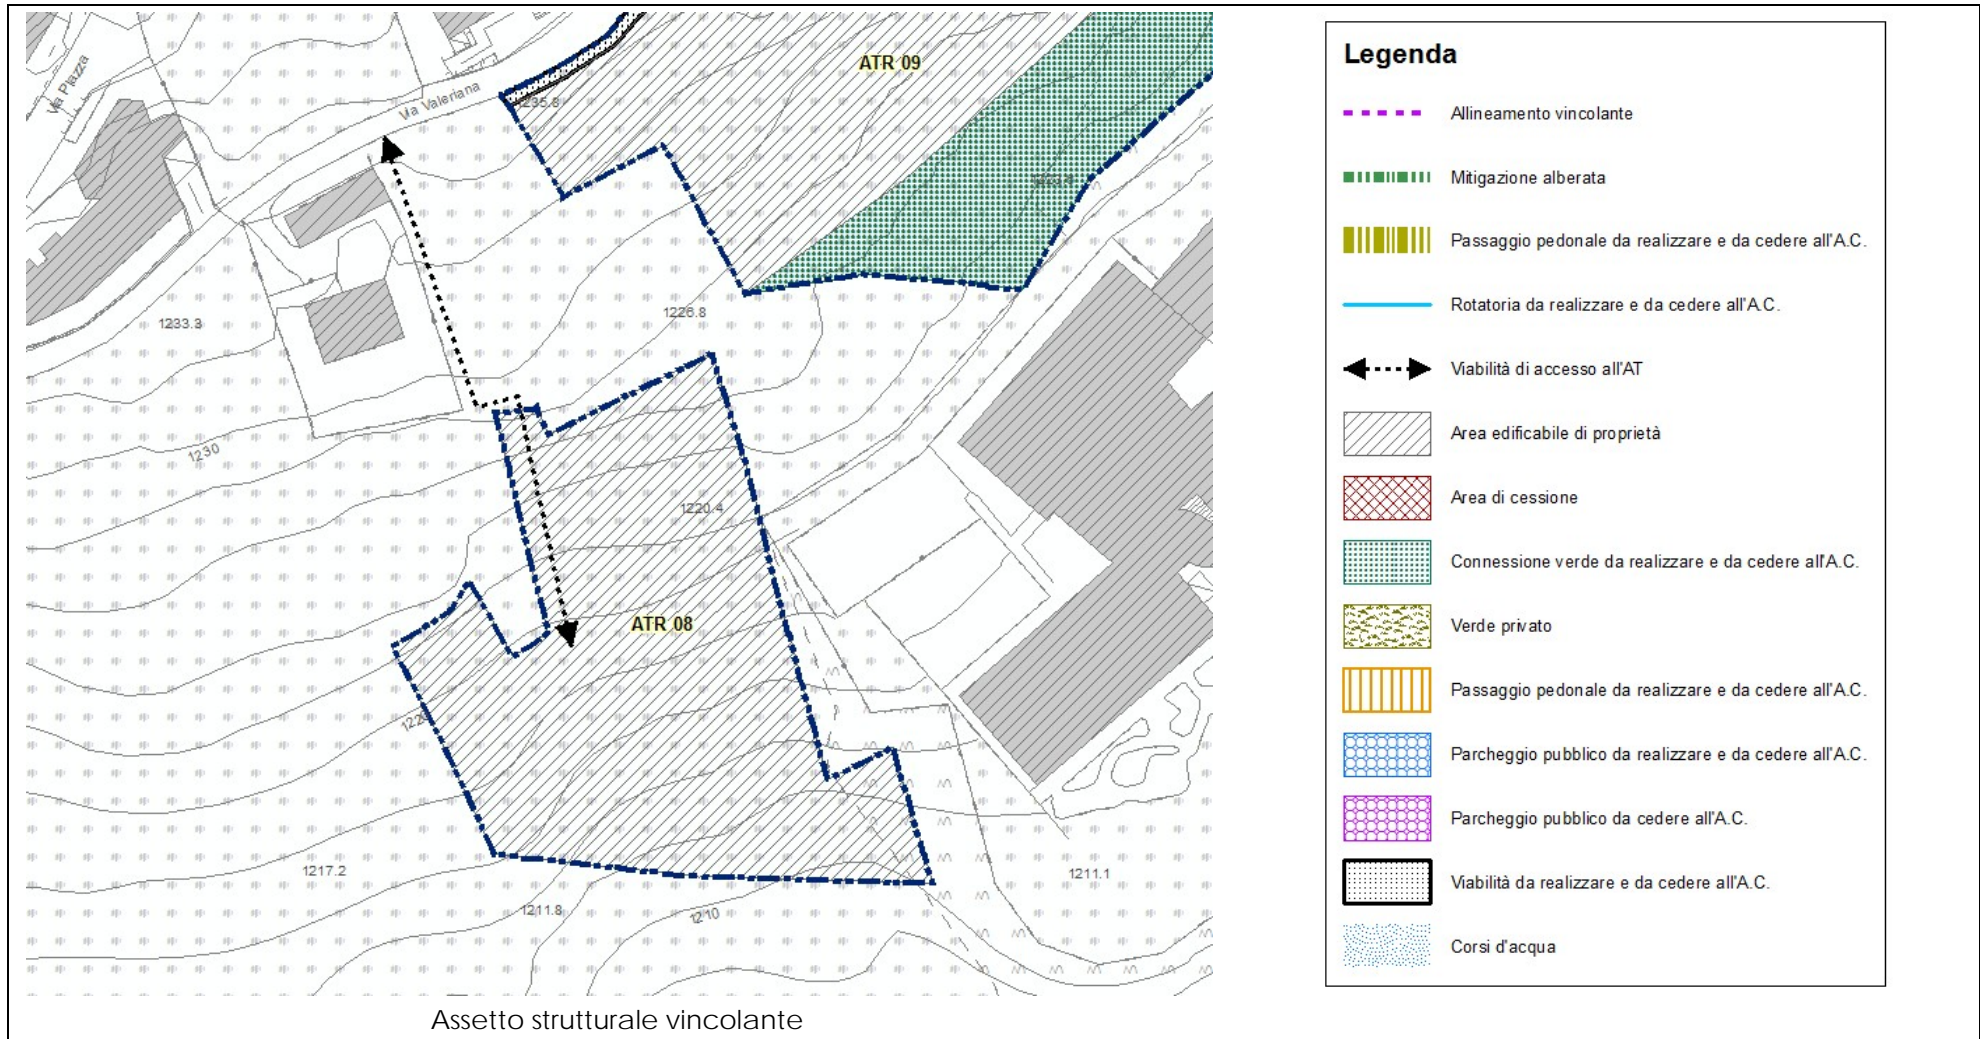 ATR 09
Via Piazza
Via Valeriana
1235.8
1233.3
1226.8
1230
1220.4
ATR 08
1217.2
1211.8
1210
1211.1
Assetto strutturale vincolante
Legenda
Allineamento vincolante
Mitigazione alberata
Passaggio pedonale da realizzare e da cedere all'A.C.
Rotatoria da realizzare e da cedere all'A.C.
Viabilità di accesso all'AT
Area edificabile di proprietà
Area di cessione
Connessione verde da realizzare e da cedere all'A.C.
Verde privato
Passaggio pedonale da realizzare e da cedere all'A.C.
Parcheggio pubblico da realizzare e da cedere all'A.C.
Parcheggio pubblico da cedere all'A.C.
Viabilità da realizzare e da cedere all'A.C.
Corsi d'acqua